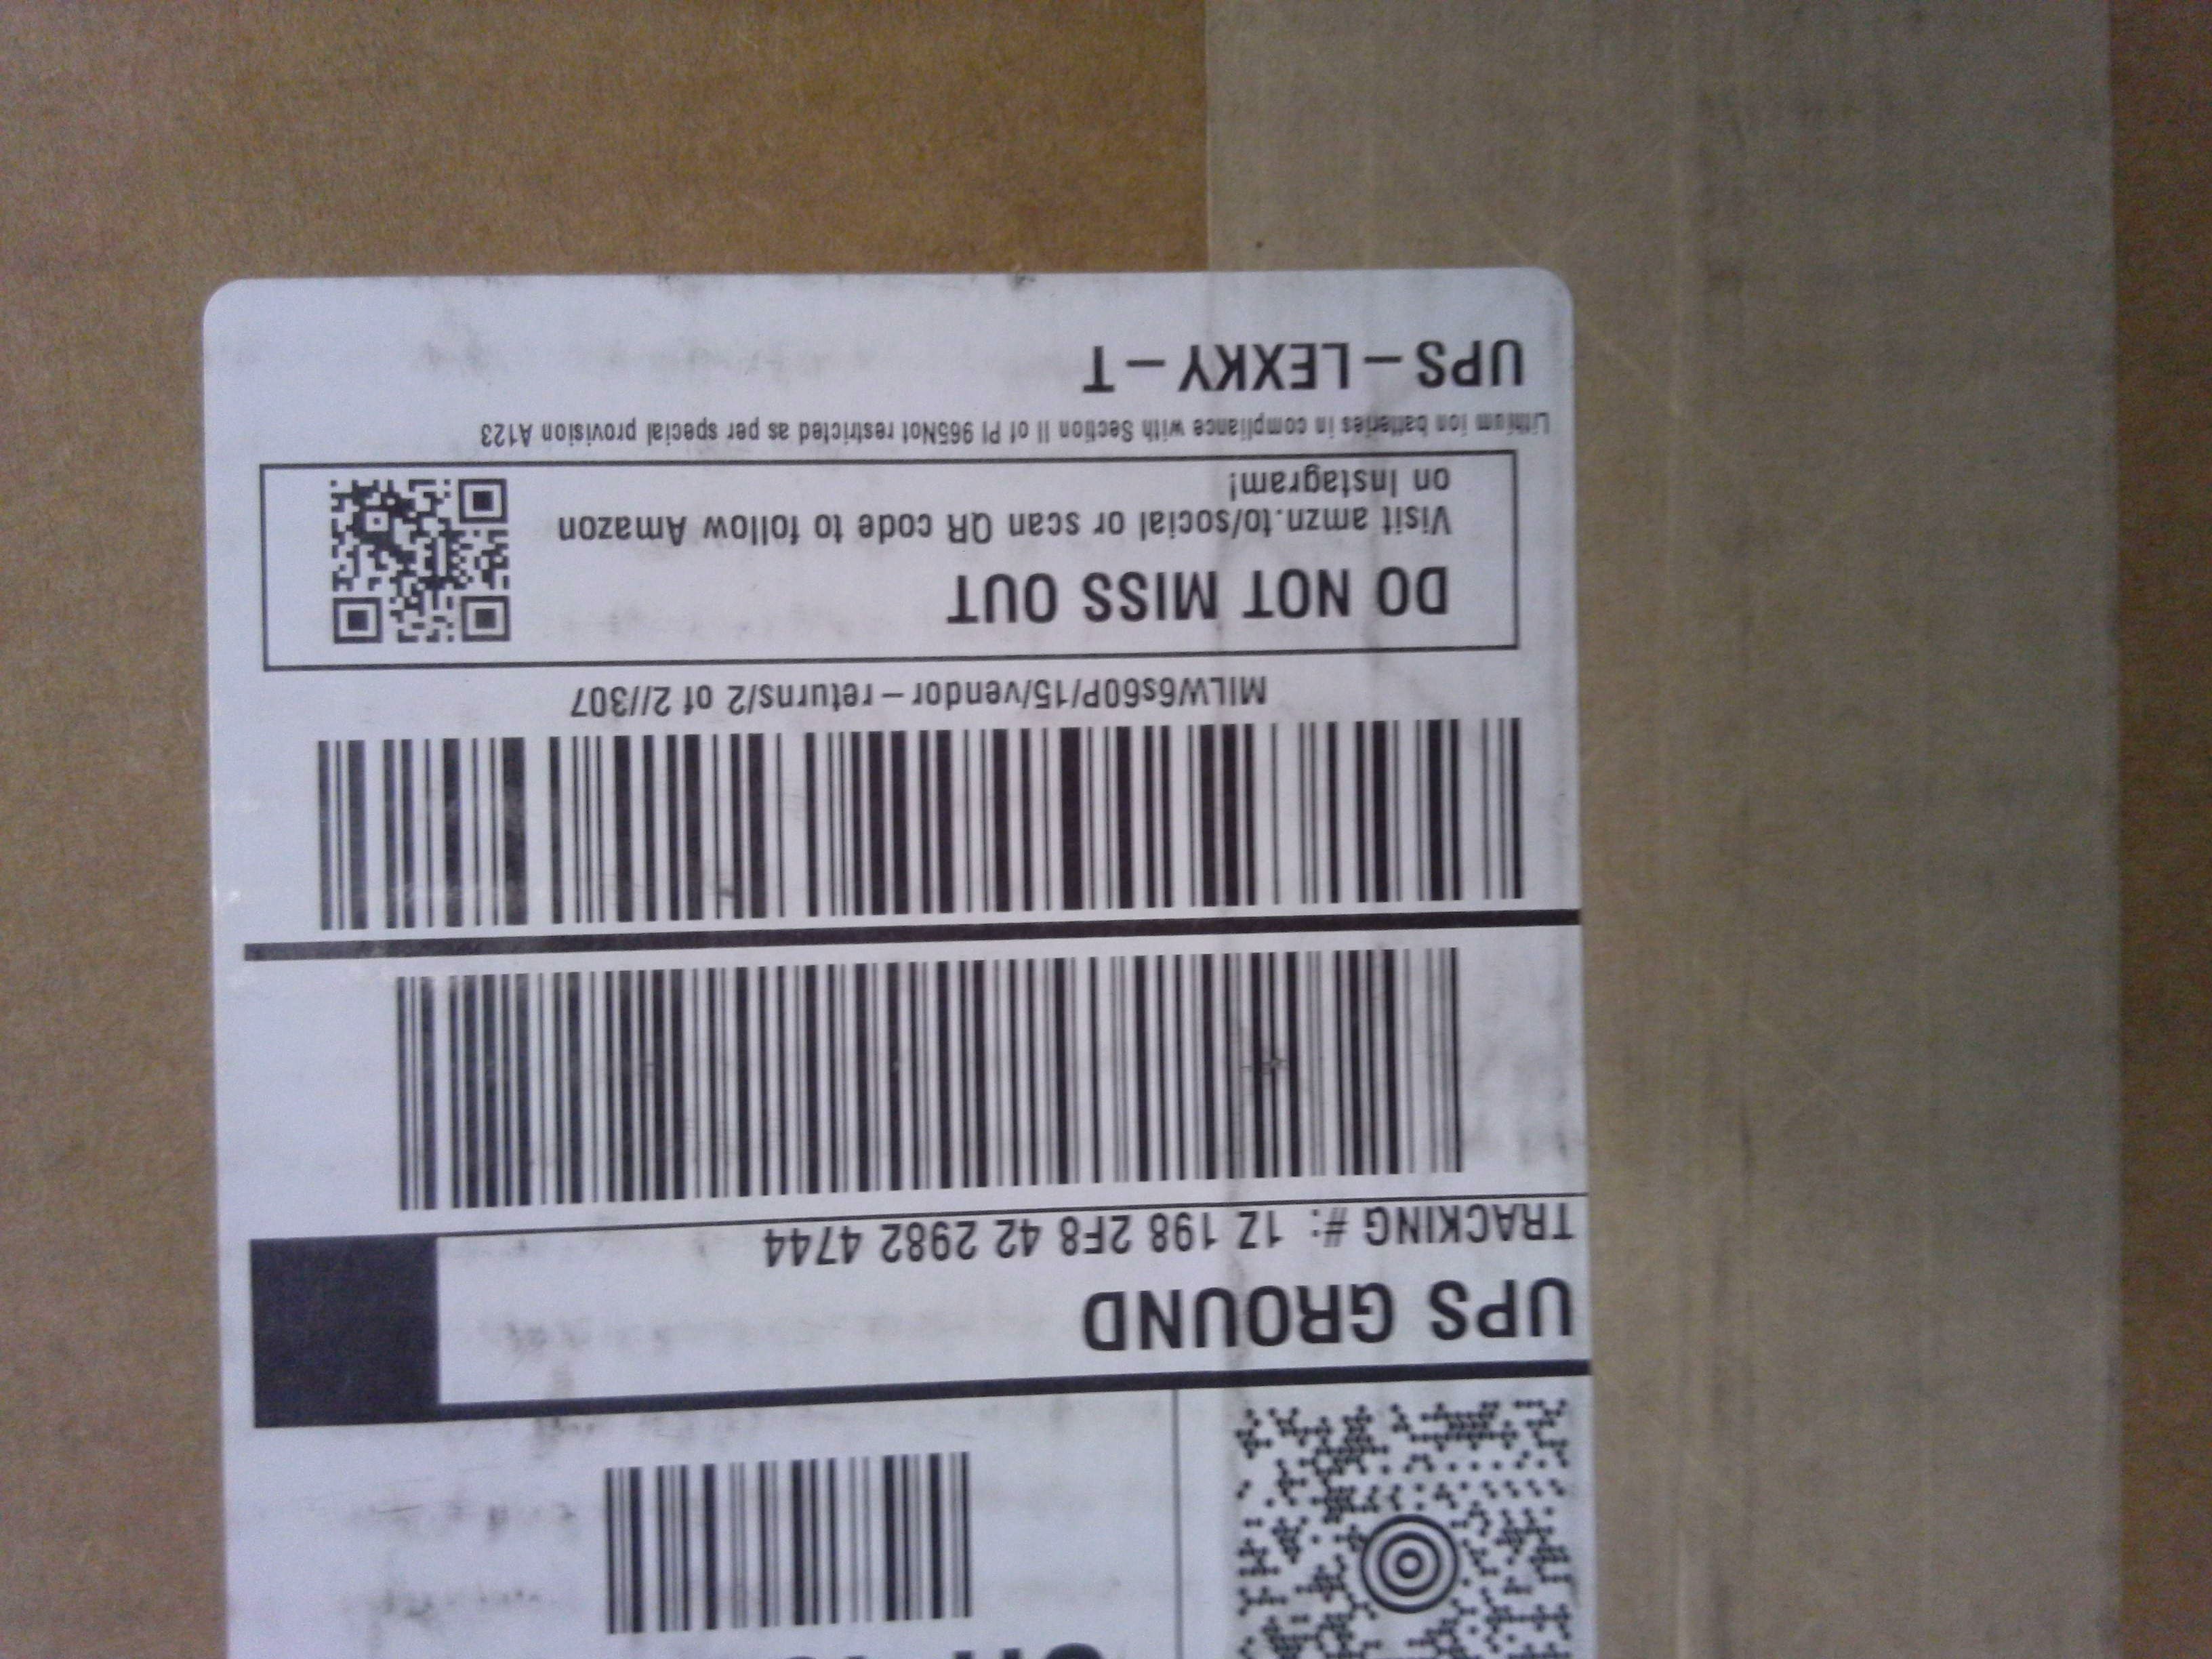 UPS GROUND
TRACKING #: 1Z 198 2F8 42 2982 4744
MILW6s60P/15/vendor-returns/2 of 2//307
DO NOT MISS OUT
Visit amzn.to/social or scan QR code to follow Amazon
on Instagram!
Lithium ion batteries in compliance with Section II of PI 965Not restricted as per special provision A123
UPS-LEXKY-T